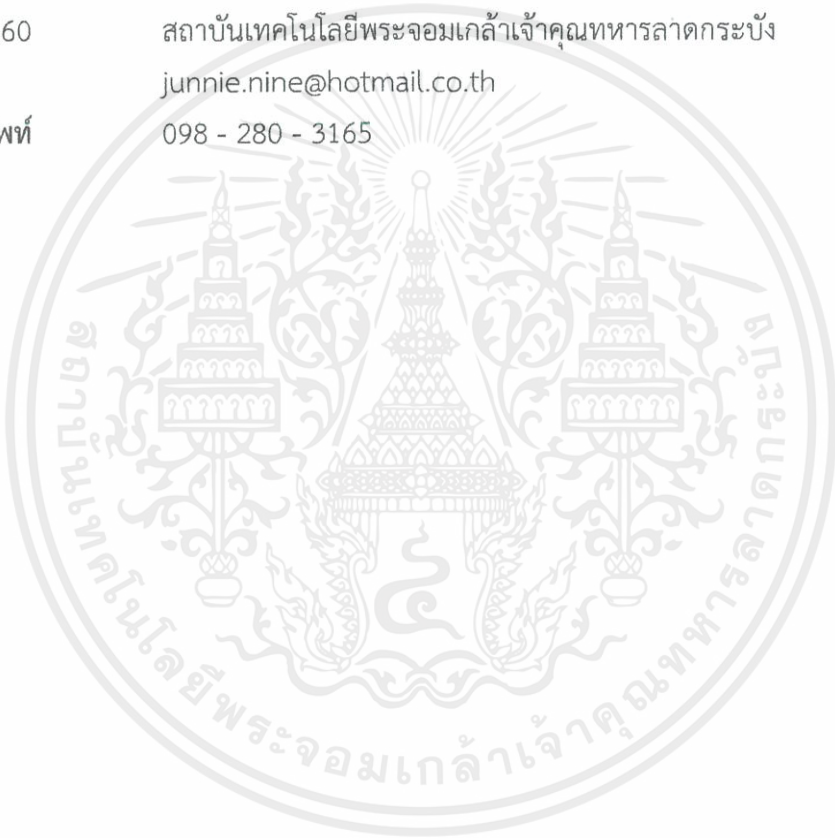 60 สถาบันเทคโนโลยีพระจอมเกล้าเจ้าคุณทหารลาดกระบัง
junnie.nine@hotmail.co.th
พท์ 098 - 280 - 3165
สถาบันเทคโนโลยีพระจอมเกล้าเจ้าคุณทหารลาดกระบัง
๔